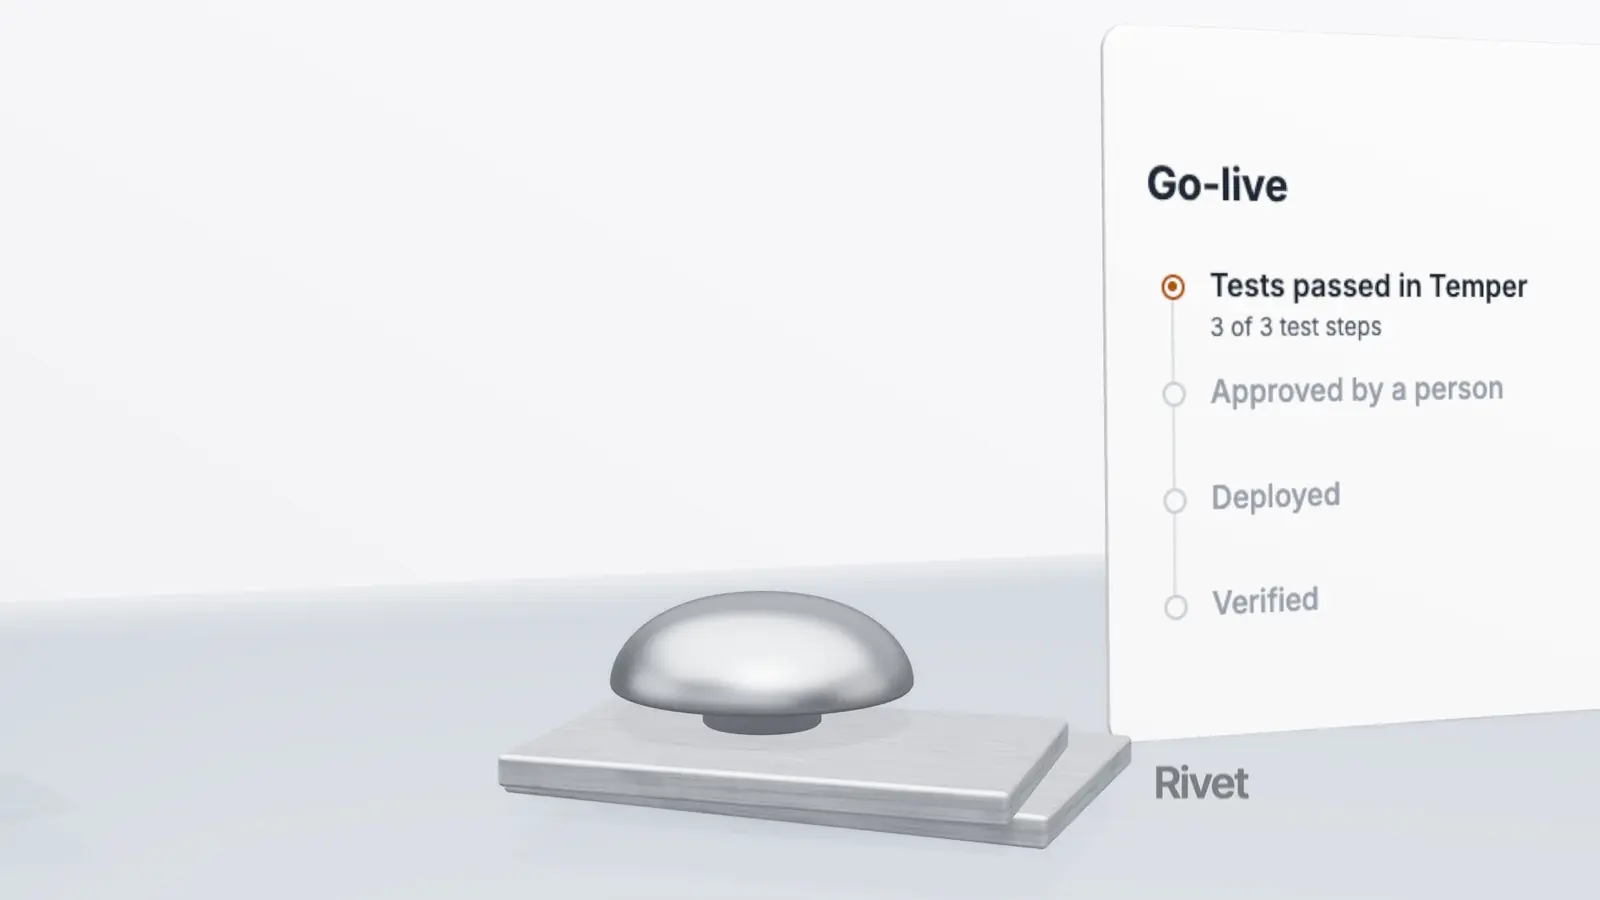 Go-live
Tests passed in Temper
3 of 3 test steps
Approved by a person
Deployed
Verified
Rivet